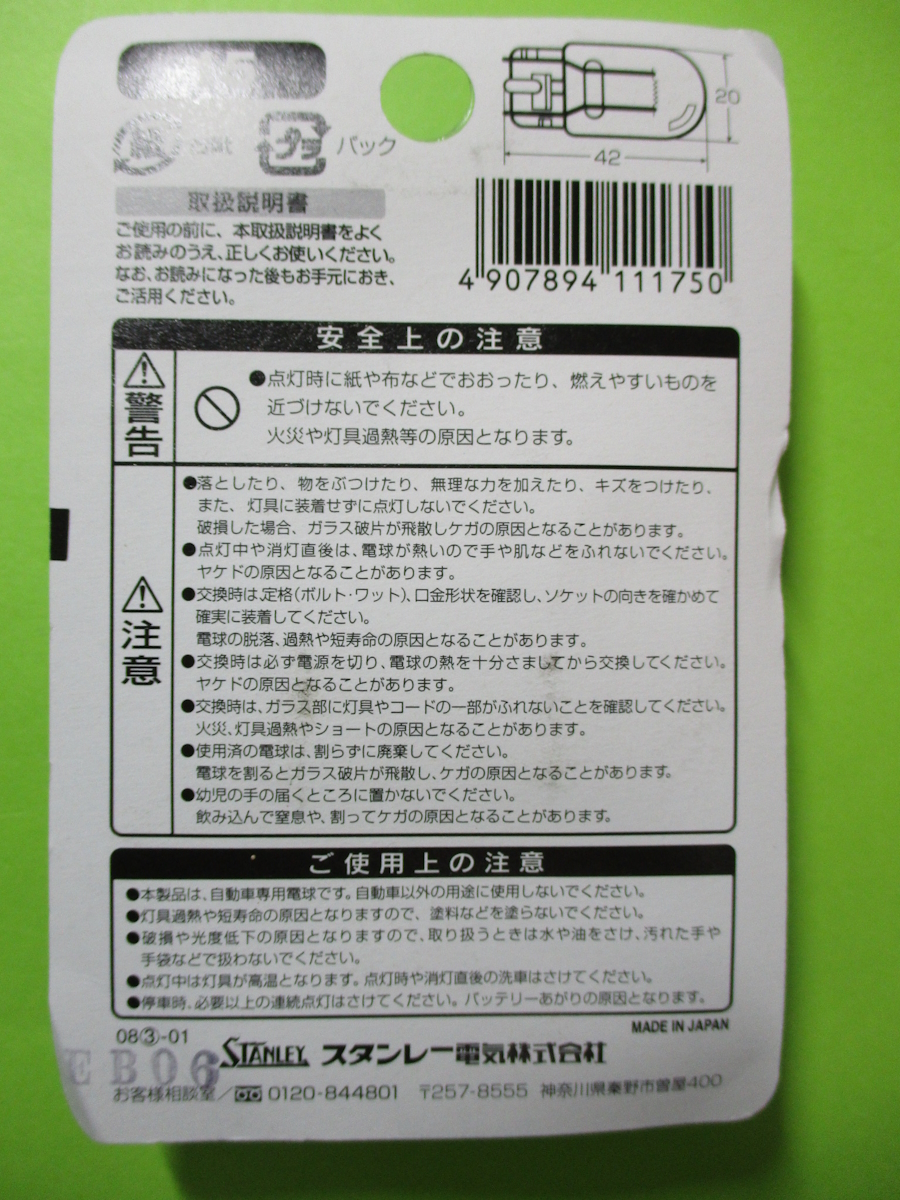 プラ
パック
20
42
取扱説明書
ご使用の前に、本取扱説明書をよく
お読みのうえ、正しくお使いください。
なお、お読みになった後もお手元におき、
ご活用ください。
4 907894 111750
安全上の注意
警告
●点灯時に紙や布などでおおったり、燃えやすいものを
近づけないでください。
火災や灯具過熱等の原因となります。
注意
●落としたり、物をぶつけたり、無理な力を加えたり、キズをつけたり、
また、灯具に装着せずに点灯しないでください。
破損した場合、ガラス破片が飛散しケガの原因となることがあります。
●点灯中や消灯直後は、電球が熱いので手や肌などをふれないでください。
ヤケドの原因となることがあります。
●交換時は、定格(ボルト・ワット)、口金形状を確認し、ソケットの向きを確かめて
確実に装着してください。
電球の脱落、過熱や短寿命の原因となることがあります。
●交換時は必ず電源を切り、電球の熱を十分さましてから交換してください。
ヤケドの原因となることがあります。
●交換時は、ガラス部に灯具やコードの一部がふれないことを確認してください。
火災、灯具過熱やショートの原因となることがあります。
●使用済の電球は、割らずに廃棄してください。
電球を割るとガラス破片が飛散し、ケガの原因となることがあります。
●幼児の手の届くところに置かないでください。
飲み込んで窒息や、割ってケガの原因となることがあります。
ご使用上の注意
●本製品は、自動車専用電球です。自動車以外の用途に使用しないでください。
●灯具過熱や短寿命の原因となりますので、塗料などを塗らないでください。
●破損や光度低下の原因となりますので、取り扱うときは水や油をさけ、汚れた手や
手袋などで扱わないでください。
●点灯中は灯具が高温となります。点灯時や消灯直後の洗車はさけてください。
●停車時、必要以上の連続点灯はさけてください。バッテリーあがりの原因となります。
MADE IN JAPAN
08③-01
EB06
STANLEY スタンレー電気株式会社
お客様相談室/0120-844801 〒257-8555 神奈川県秦野市曽屋400